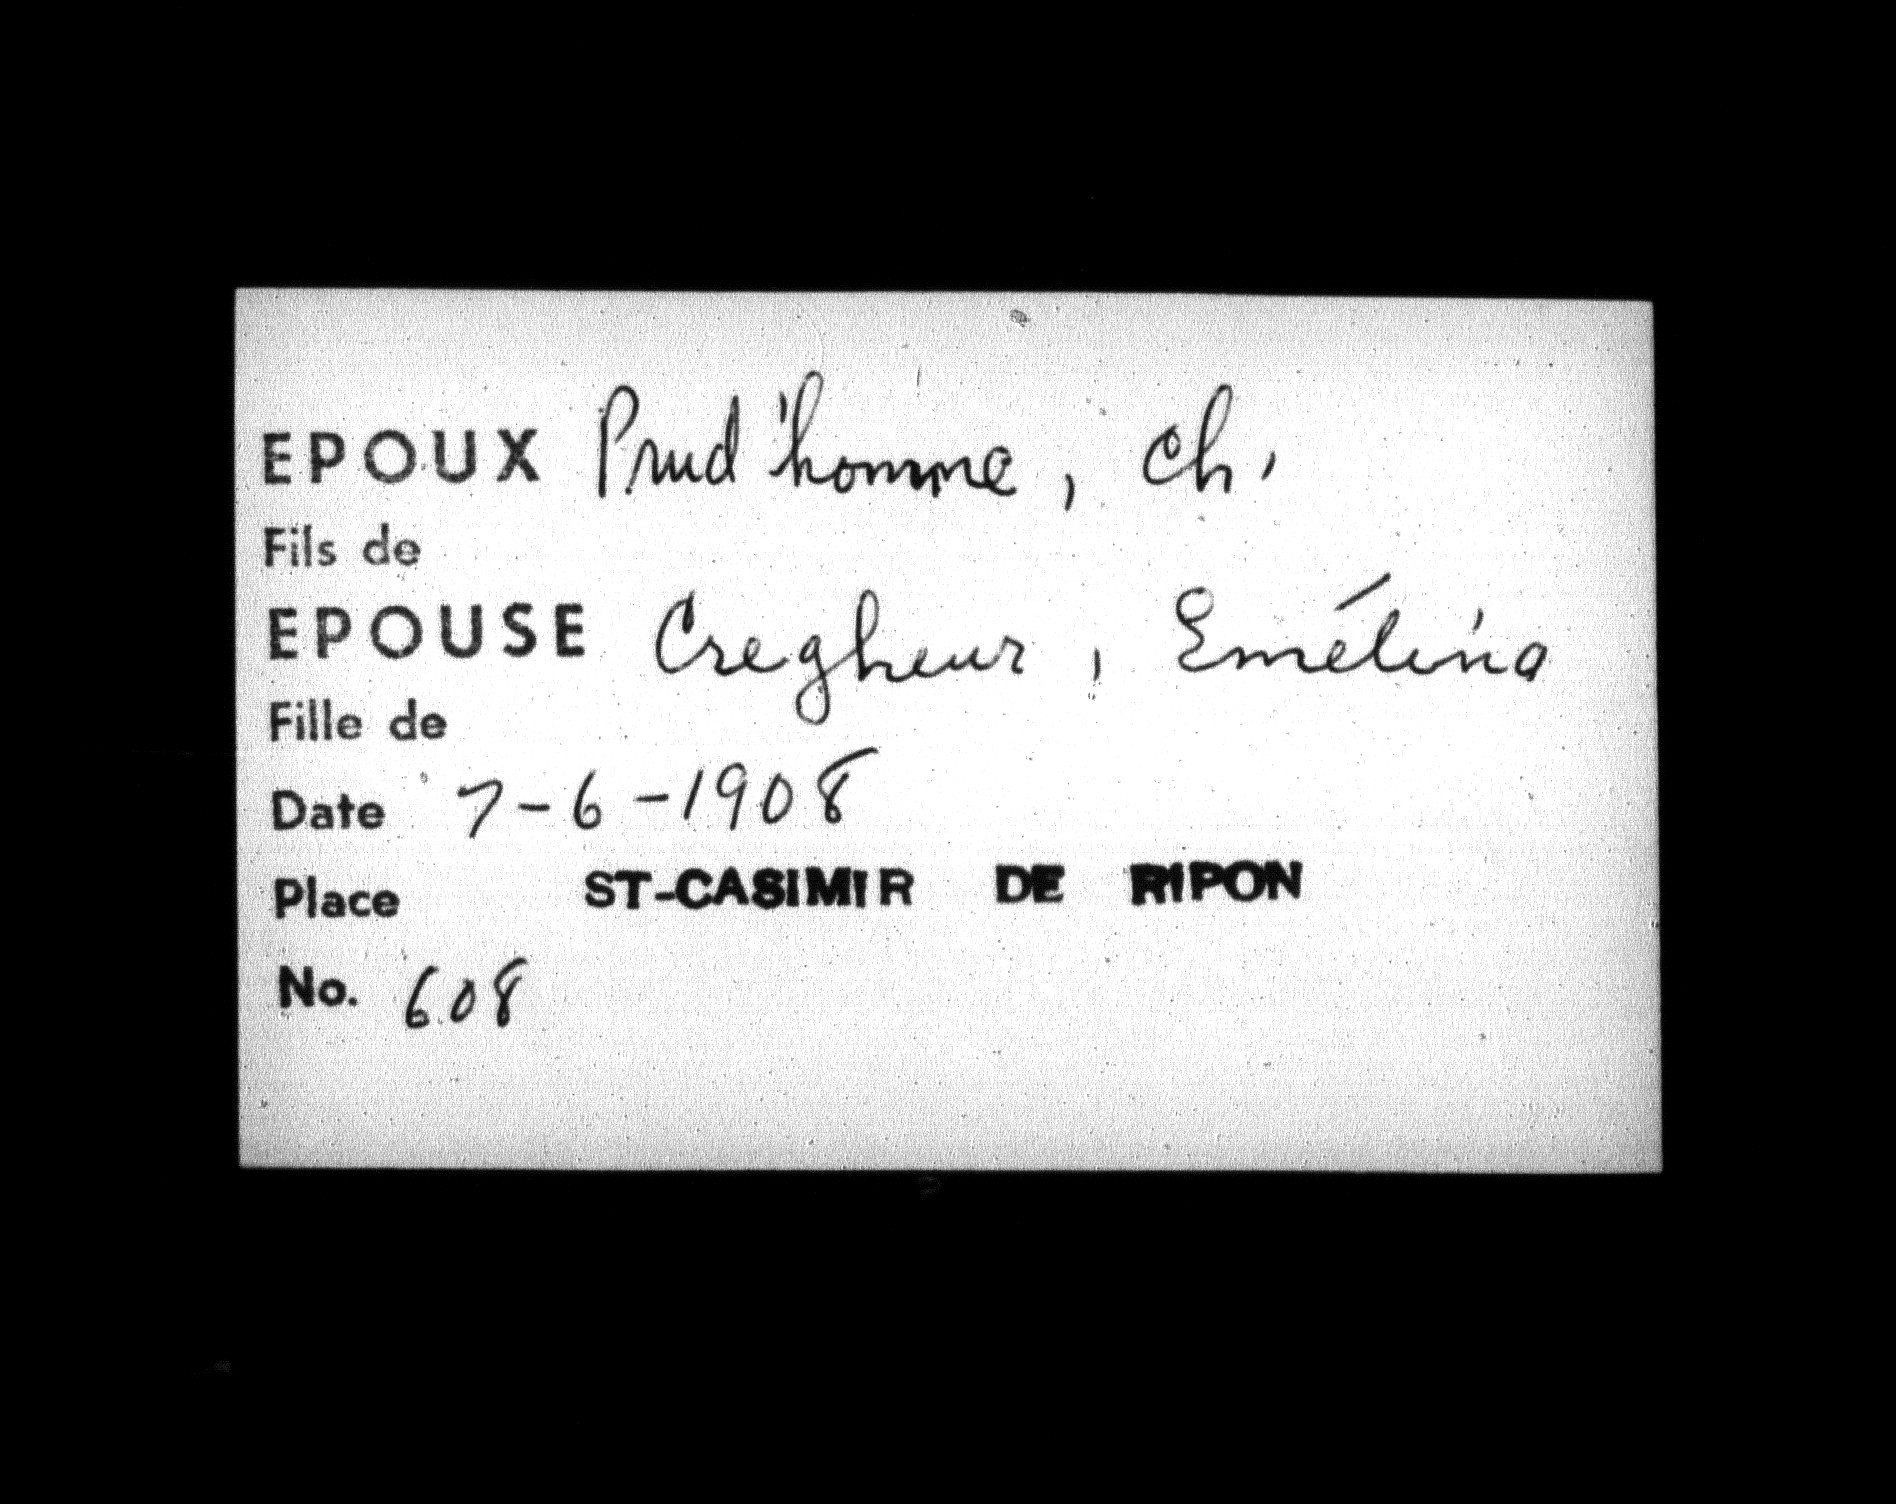 EPOUX Prud'homme, Ch.
Fils de
EPOUSE Cregheur, Emélina
Fille de
Date 7-6-1908
Place ST-CASIMIR DE RIPON
No. 608